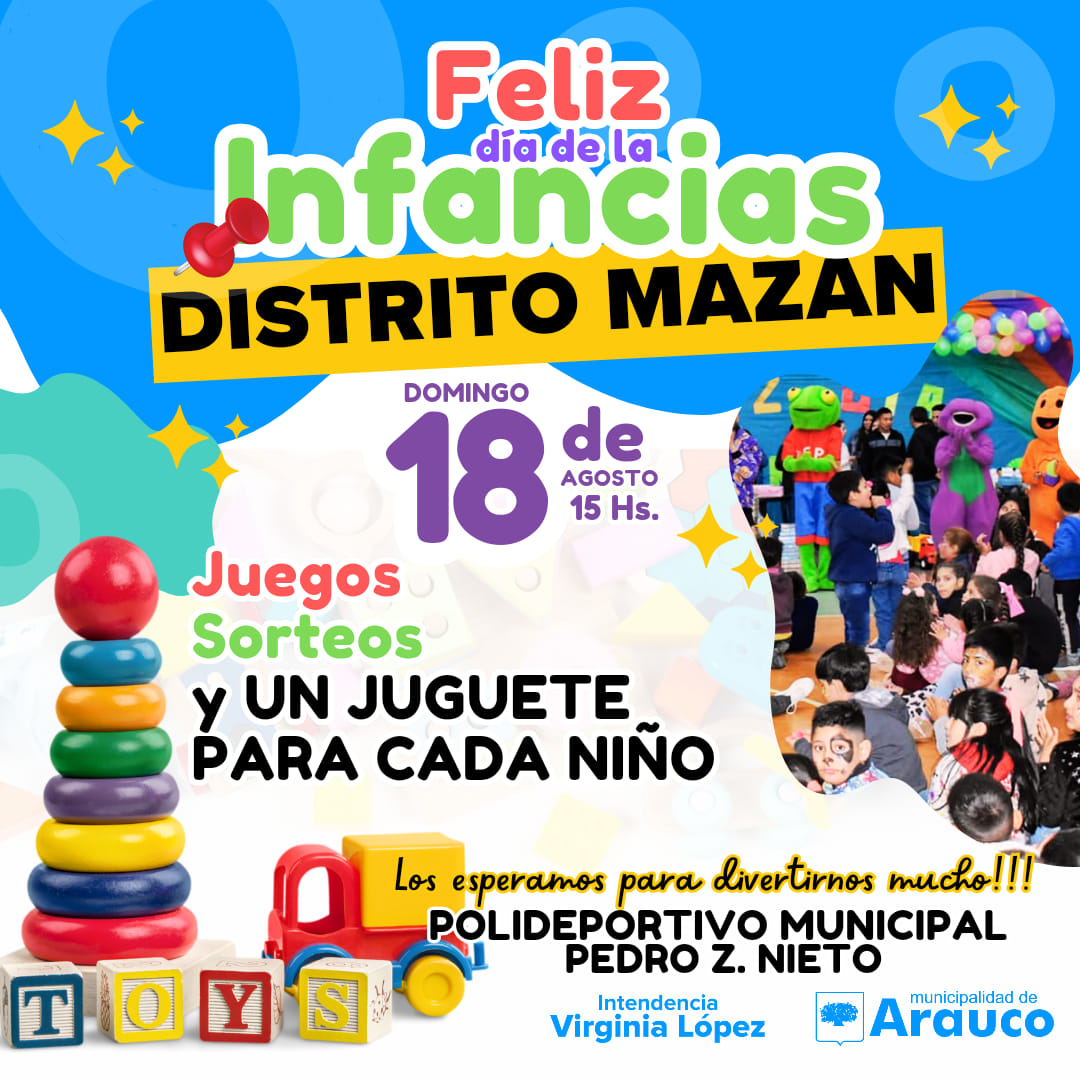 Feliz
día de la
Infancias
DISTRITO MAZAN
DOMINGO
18 de
AGOSTO
15 Hs.
Juegos
Sorteos
y UN JUGUETE
PARA CADA NIÑO
Los esperamos para divertirnos mucho!!!
POLIDEPORTIVO MUNICIPAL
PEDRO Z. NIETO
TOYS
Intendencia
Virginia López
municipalidad de
Arauco